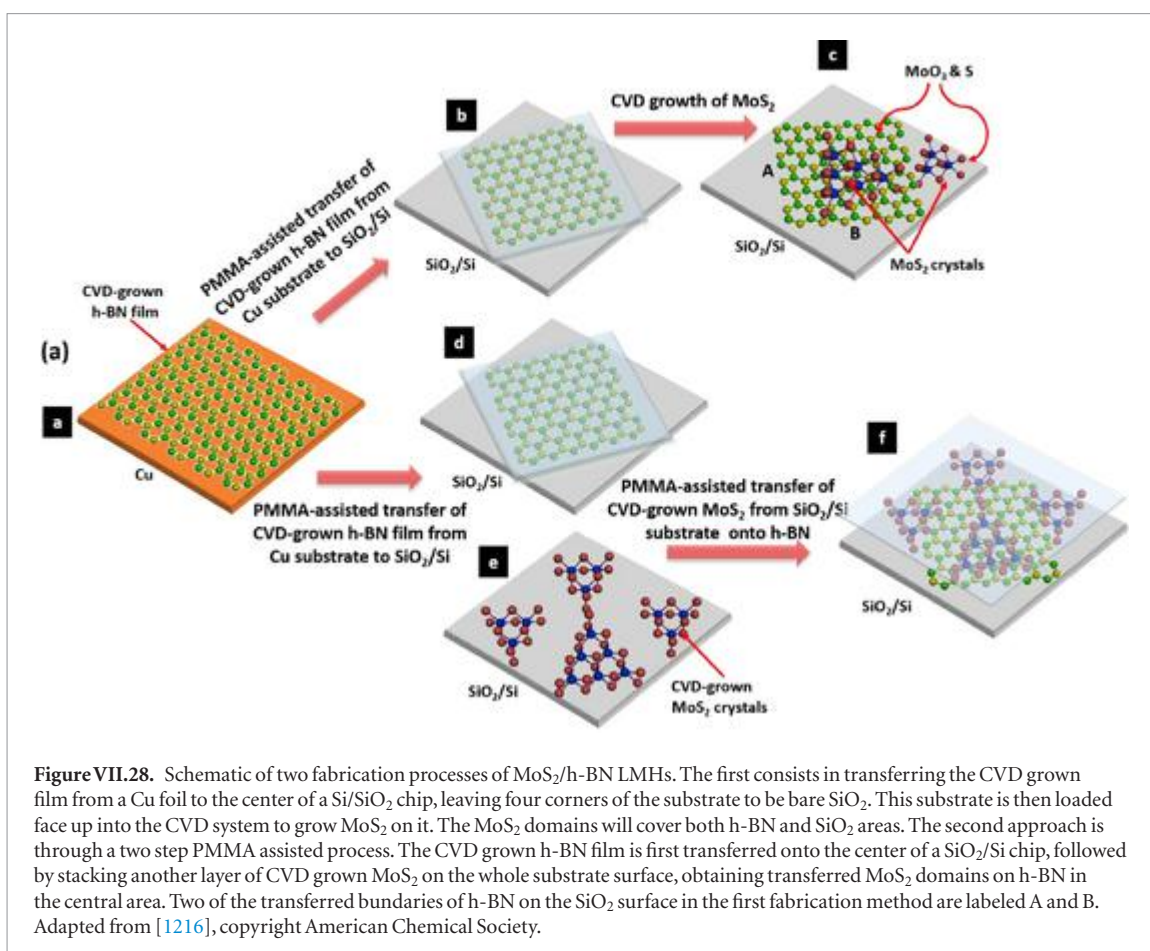 c
MoO₃ & S
b
CVD growth of MoS₂
A
B
SiO₂/Si
MoS₂ crystals
SiO₂/Si
PMMA-assisted transfer of
CVD-grown h-BN film from
Cu substrate to SiO₂/Si
CVD-grown
h-BN film
(a)
a
Cu
d
SiO₂/Si
PMMA-assisted transfer of
CVD-grown h-BN film from
Cu substrate to SiO₂/Si
PMMA-assisted transfer of
CVD-grown MoS₂ from SiO₂/Si
substrate onto h-BN
f
SiO₂/Si
e
SiO₂/Si
CVD-grown
MoS₂ crystals
Figure VII.28. Schematic of two fabrication processes of MoS₂/h-BN LMHs. The first consists in transferring the CVD grown
film from a Cu foil to the center of a Si/SiO₂ chip, leaving four corners of the substrate to be bare SiO₂. This substrate is then loaded
face up into the CVD system to grow MoS₂ on it. The MoS₂ domains will cover both h-BN and SiO₂ areas. The second approach is
through a two step PMMA assisted process. The CVD grown h-BN film is first transferred onto the center of a SiO₂/Si chip, followed
by stacking another layer of CVD grown MoS₂ on the whole substrate surface, obtaining transferred MoS₂ domains on h-BN in
the central area. Two of the transferred bundaries of h-BN on the SiO₂ surface in the first fabrication method are labeled A and B.
Adapted from [1216], copyright American Chemical Society.